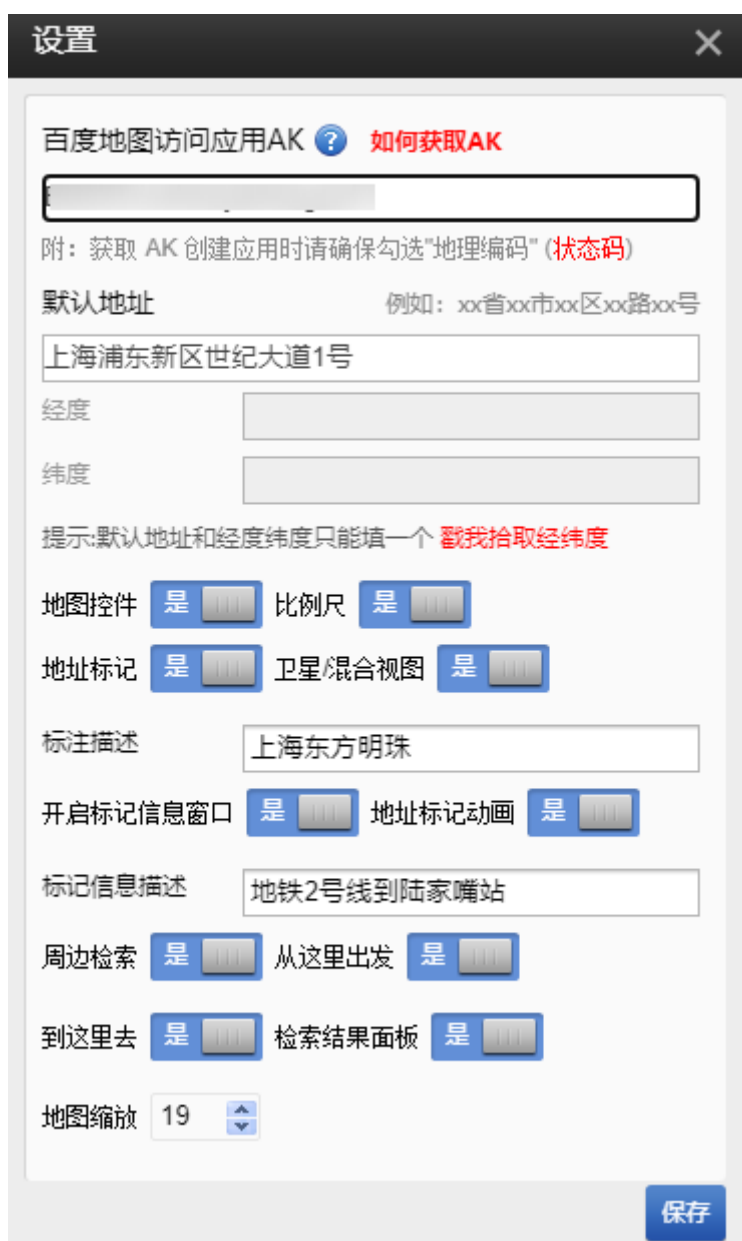 设置
百度地图访问应用AK 如何获取AK
附：获取 AK 创建应用时请确保勾选"地理编码" (状态码)
默认地址 例如：xx省xx市xx区xx路xx号
上海浦东新区世纪大道1号
经度
纬度
提示:默认地址和经度纬度只能填一个 戳我拾取经纬度
地图控件 是 比例尺 是
地址标记 是 卫星/混合视图 是
标注描述 上海东方明珠
开启标记信息窗口 是 地址标记动画 是
标记信息描述 地铁2号线到陆家嘴站
周边检索 是 从这里出发 是
到这里去 是 检索结果面板 是
地图缩放 19
保存